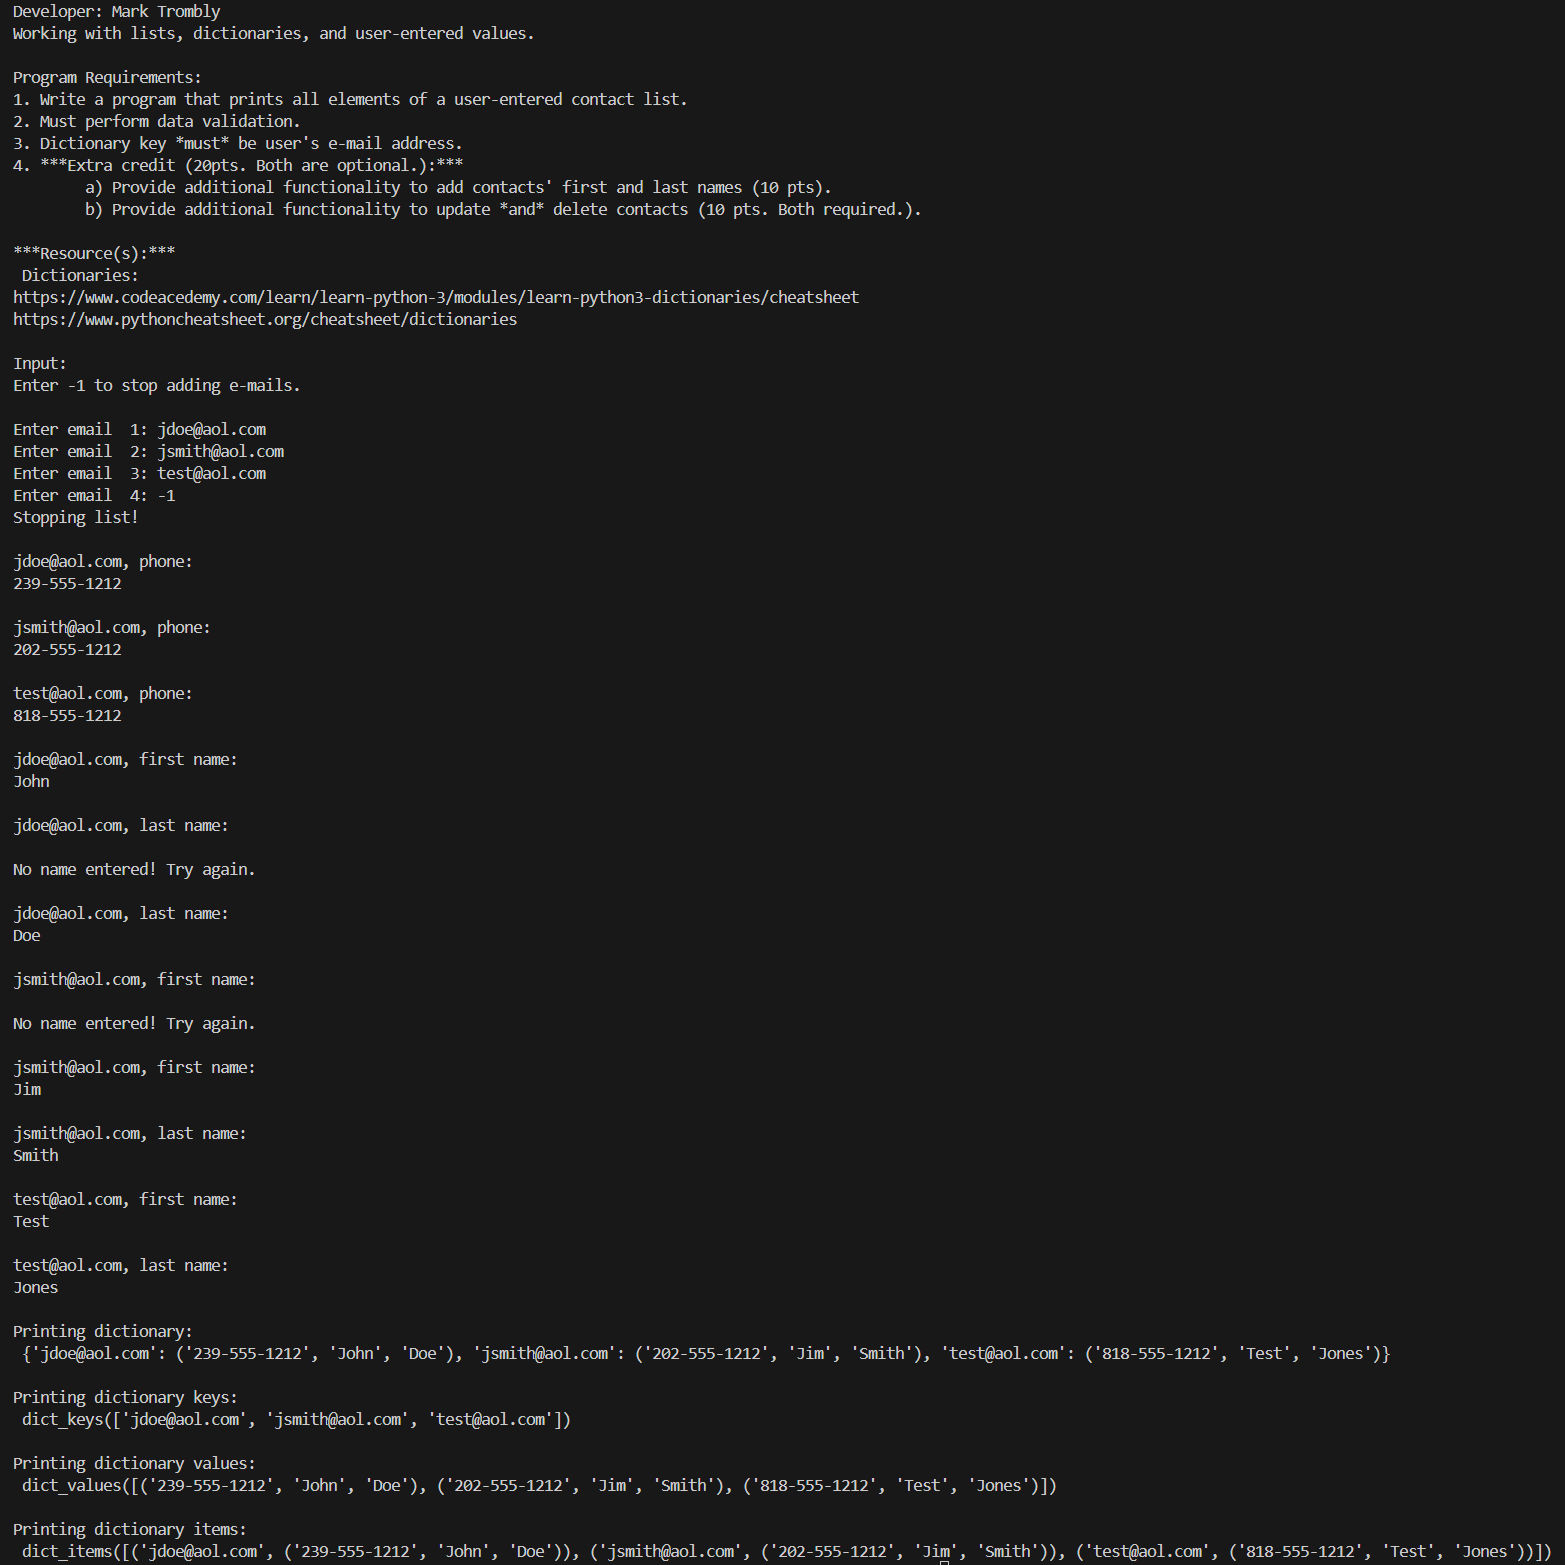 Developer: Mark Trombly
Working with lists, dictionaries, and user-entered values.
Program Requirements:
1. Write a program that prints all elements of a user-entered contact list.
2. Must perform data validation.
3. Dictionary key *must* be user's e-mail address.
4. ***Extra credit (20pts. Both are optional.):***
a) Provide additional functionality to add contacts' first and last names (10 pts).
b) Provide additional functionality to update *and* delete contacts (10 pts. Both required.).
***Resource(s):***
Dictionaries:
https://www.codeacedemy.com/learn/learn-python-3/modules/learn-python3-dictionaries/cheatsheet
https://www.pythoncheatsheet.org/cheatsheet/dictionaries
Input:
Enter -1 to stop adding e-mails.
Enter email  1: jdoe@aol.com
Enter email  2: jsmith@aol.com
Enter email  3: test@aol.com
Enter email  4: -1
Stopping list!
jdoe@aol.com, phone:
239-555-1212
jsmith@aol.com, phone:
202-555-1212
test@aol.com, phone:
818-555-1212
jdoe@aol.com, first name:
John
jdoe@aol.com, last name:
No name entered! Try again.
jdoe@aol.com, last name:
Doe
jsmith@aol.com, first name:
No name entered! Try again.
jsmith@aol.com, first name:
Jim
jsmith@aol.com, last name:
Smith
test@aol.com, first name:
Test
test@aol.com, last name:
Jones
Printing dictionary:
{'jdoe@aol.com': ('239-555-1212', 'John', 'Doe'), 'jsmith@aol.com': ('202-555-1212', 'Jim', 'Smith'), 'test@aol.com': ('818-555-1212', 'Test', 'Jones')}
Printing dictionary keys:
dict_keys(['jdoe@aol.com', 'jsmith@aol.com', 'test@aol.com'])
Printing dictionary values:
dict_values([('239-555-1212', 'John', 'Doe'), ('202-555-1212', 'Jim', 'Smith'), ('818-555-1212', 'Test', 'Jones')])
Printing dictionary items:
dict_items([('jdoe@aol.com', ('239-555-1212', 'John', 'Doe')), ('jsmith@aol.com', ('202-555-1212', 'Jim', 'Smith')), ('test@aol.com', ('818-555-1212', 'Test', 'Jones'))])